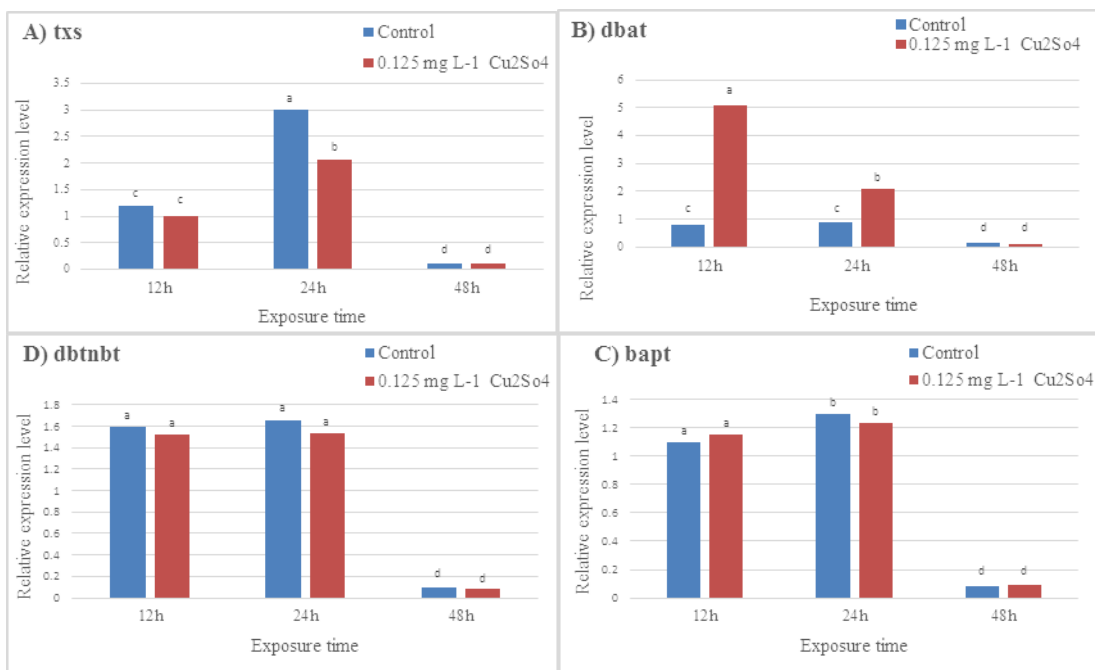 A) txs
Control
0.125 mg L-1 Cu2So4
Relative expression level
3.5
3
2.5
2
1.5
1
0.5
0
c
c
a
b
d
d
12h
24h
48h
Exposure time
B) dbat
Control
0.125 mg L-1 Cu2So4
Relative expression level
6
5
4
3
2
1
0
c
a
c
b
d
d
12h
24h
48h
Exposure time
D) dbtnbt
Control
0.125 mg L-1 Cu2So4
Relative expression level
1.8
1.6
1.4
1.2
1
0.8
0.6
0.4
0.2
0
a
a
a
a
d
d
12h
24h
48h
Exposure time
C) bapt
Control
0.125 mg L-1 Cu2So4
Relative expression level
1.4
1.2
1
0.8
0.6
0.4
0.2
0
a
a
b
b
d
d
12h
24h
48h
Exposure time